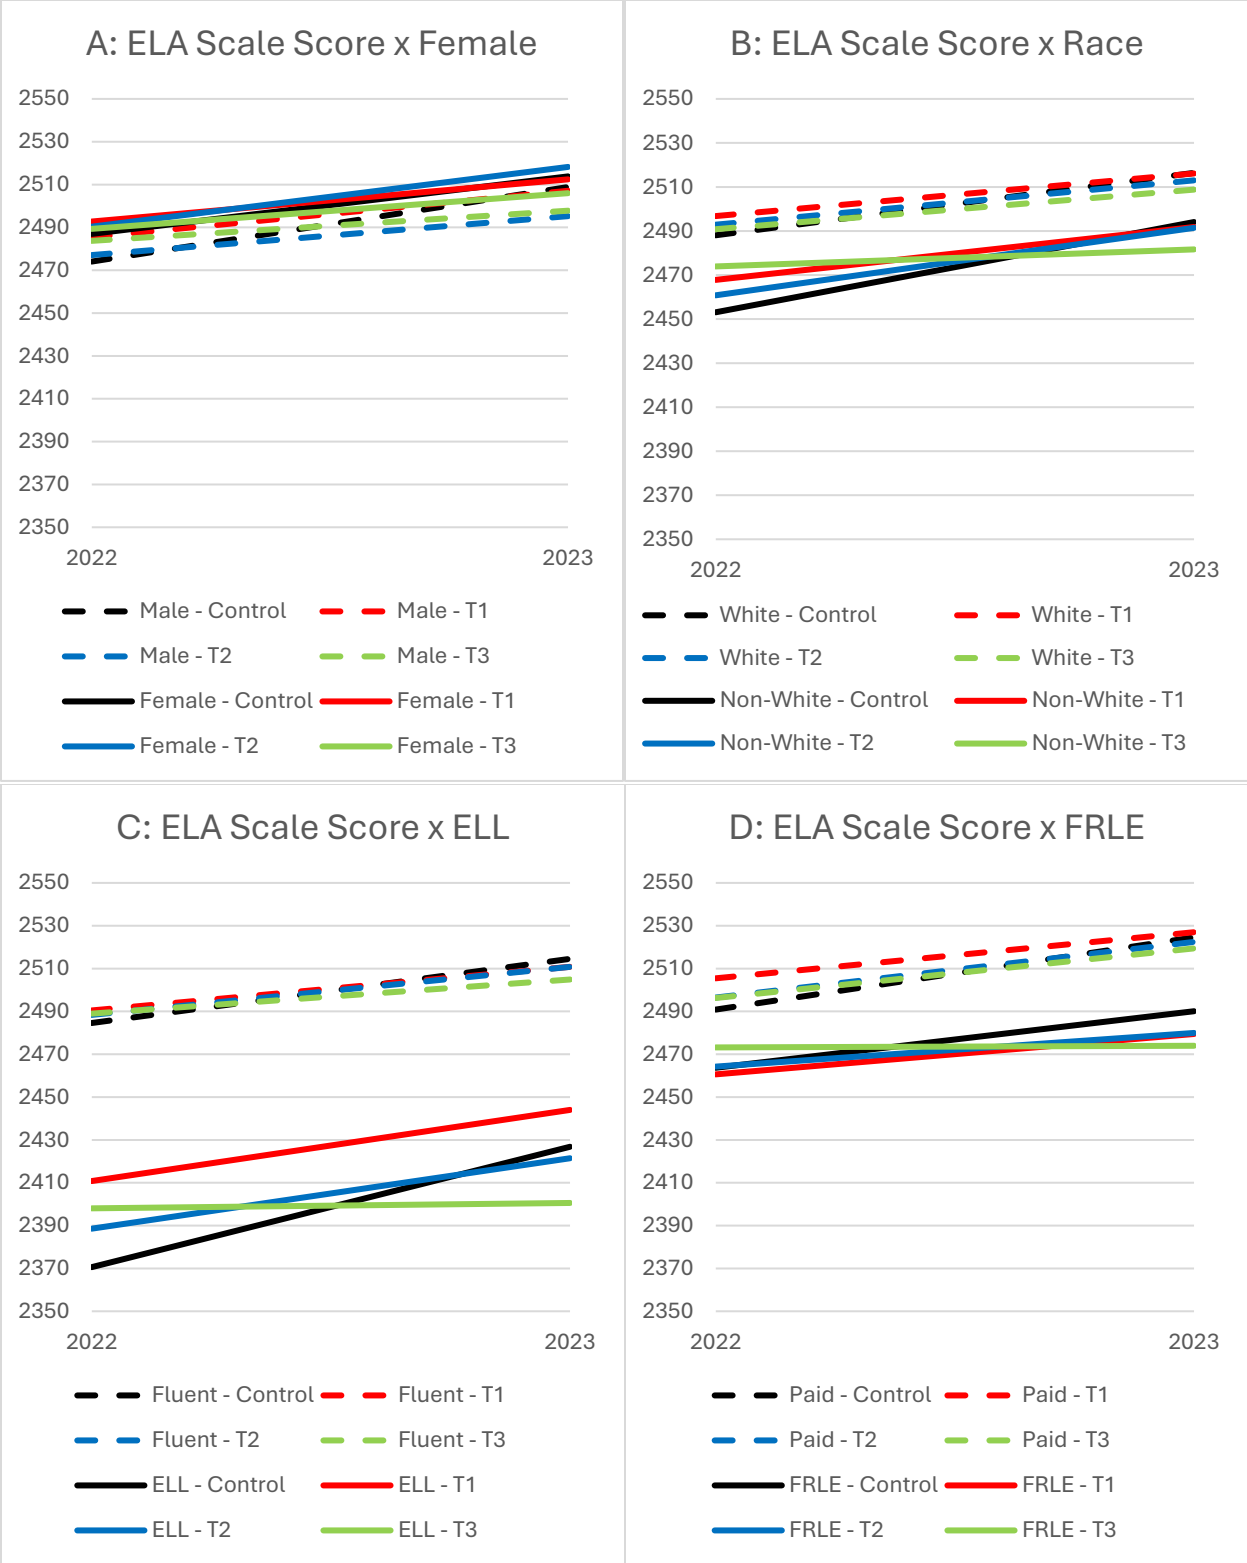 A: ELA Scale Score x Female
2550
2530
2510
2490
2470
2450
2430
2410
2390
2370
2350
2022 2023
Male - Control Male - T1
Male - T2 Male - T3
Female - Control Female - T1
Female - T2 Female - T3
B: ELA Scale Score x Race
2550
2530
2510
2490
2470
2450
2430
2410
2390
2370
2350
2022 2023
White - Control White - T1
White - T2 White - T3
Non-White - Control Non-White - T1
Non-White - T2 Non-White - T3
C: ELA Scale Score x ELL
2550
2530
2510
2490
2470
2450
2430
2410
2390
2370
2350
2022 2023
Fluent - Control Fluent - T1
Fluent - T2 Fluent - T3
ELL - Control ELL - T1
ELL - T2 ELL - T3
D: ELA Scale Score x FRLE
2550
2530
2510
2490
2470
2450
2430
2410
2390
2370
2350
2022 2023
Paid - Control Paid - T1
Paid - T2 Paid - T3
FRLE - Control FRLE - T1
FRLE - T2 FRLE - T3